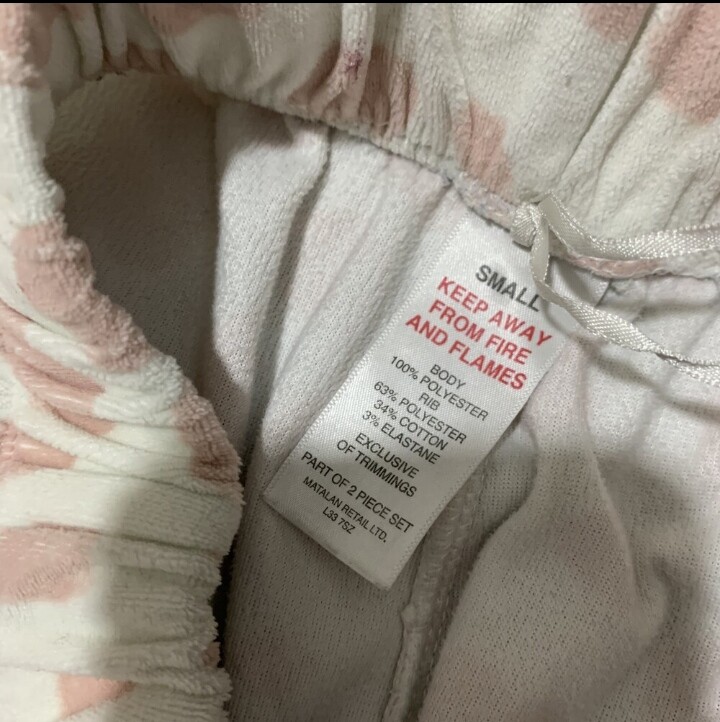 SMALL
KEEP AWAY
FROM FIRE
AND FLAMES
BODY
100% POLYESTER
RIB
63% POLYESTER
34% COTTON
3% ELASTANE
EXCLUSIVE
OF TRIMMINGS
PART OF 2 PIECE SET
MATALAN RETAIL LTD.
L33 7SZ